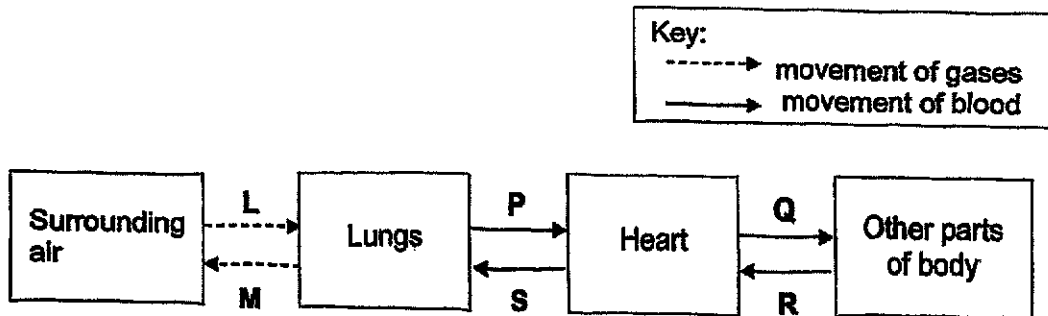 Key:
movement of gases
movement of blood
L
P
Q
Surrounding
air
Lungs
Heart
Other parts
of body
M
S
R